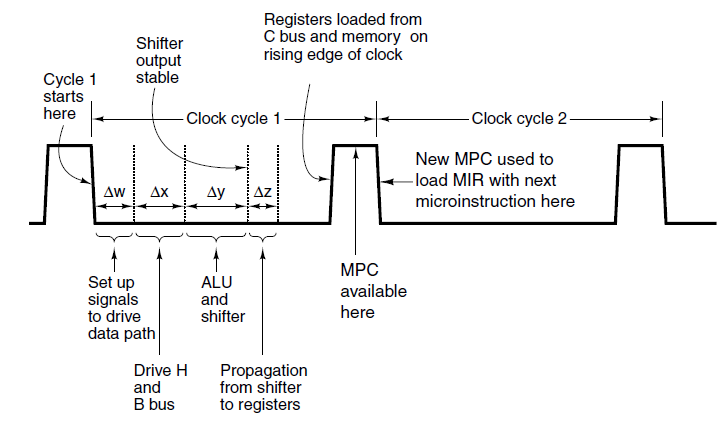 Registers loaded from
C bus and memory on
rising edge of clock
Shifter
output
stable
Cycle 1
starts
here
Clock cycle 1
Clock cycle 2
New MPC used to
load MIR with next
microinstruction here
Δw
Δx
Δy
Δz
Set up
signals
to drive
data path
ALU
and
shifter
MPC
available
here
Drive H
and
B bus
Propagation
from shifter
to registers